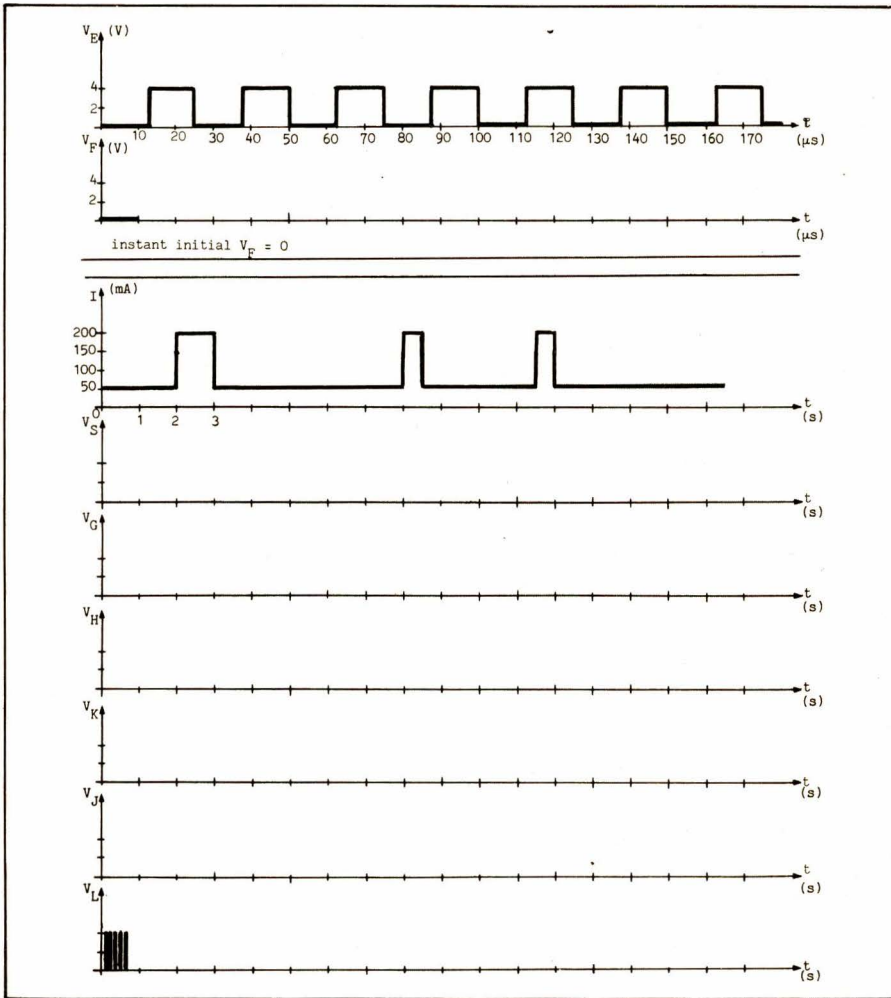 V_E (V)
4
2
10 20 30 40 50 60 70 80 90 100 110 120 130 140 150 160 170
t
(µs)
V_F (V)
4
2
t
(µs)
instant initial V_F = 0
I (mA)
200
150
100
50
O
1 2 3
t
(s)
V_S
t
(s)
V_G
t
(s)
V_H
t
(s)
V_K
t
(s)
V_J
t
(s)
V_L
t
(s)